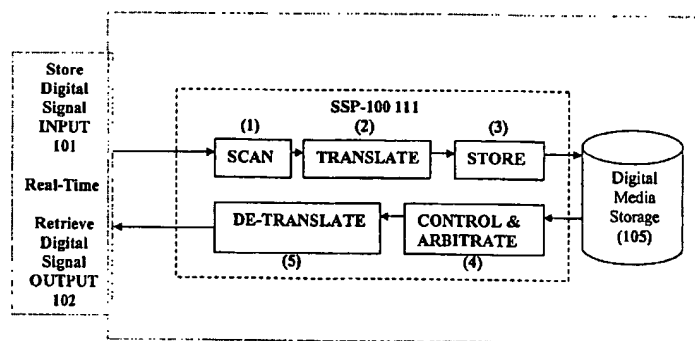 Store
Digital
Signal
INPUT
101
Real-Time
Retrieve
Digital
Signal
OUTPUT
102
SSP-100 111
(1) (2) (3)
SCAN TRANSLATE STORE
DE-TRANSLATE CONTROL &
ARBITRATE
(5) (4)
Digital
Media
Storage
(105)